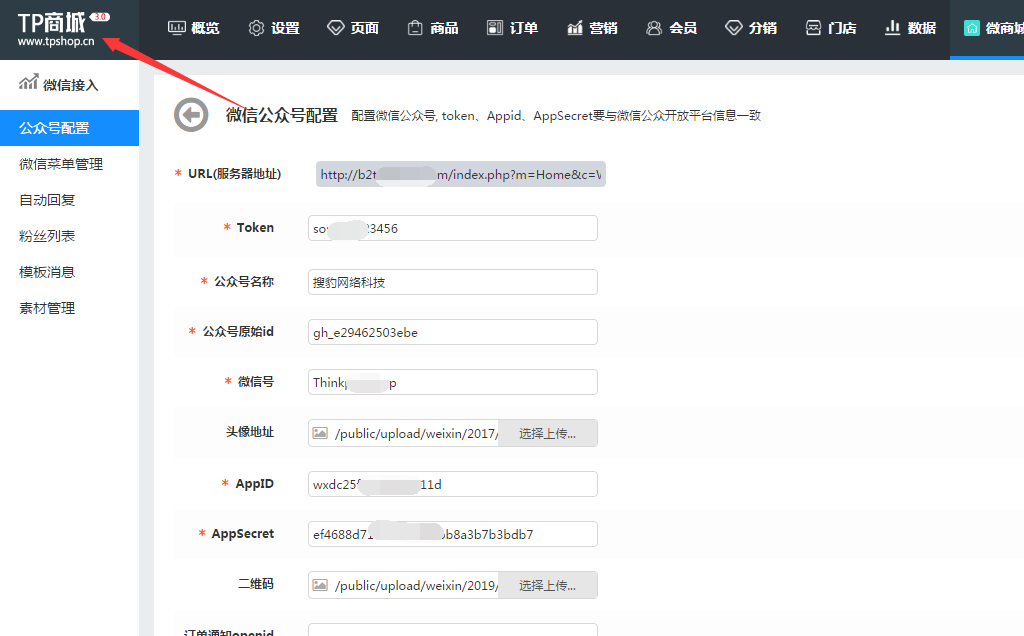 TP商城 3.0
www.tpshop.cn
概览 设置 页面 商品 订单 营销 会员 分销 门店 数据 微商城
微信接入
公众号配置
微信菜单管理
自动回复
粉丝列表
模板消息
素材管理
微信公众号配置 配置微信公众号, token、Appid、AppSecret要与微信公众开放平台信息一致
* URL(服务器地址) http://b2t m/index.php?m=Home&c=V
* Token so 23456
* 公众号名称 搜豹网络科技
* 公众号原始id gh_e29462503ebe
* 微信号 Think p
头像地址 /public/upload/weixin/2017/ 选择上传...
* AppID wxdc25 11d
* AppSecret ef4688d71 b8a3b7b3bdb7
二维码 /public/upload/weixin/2019/ 选择上传...
订单通知openid